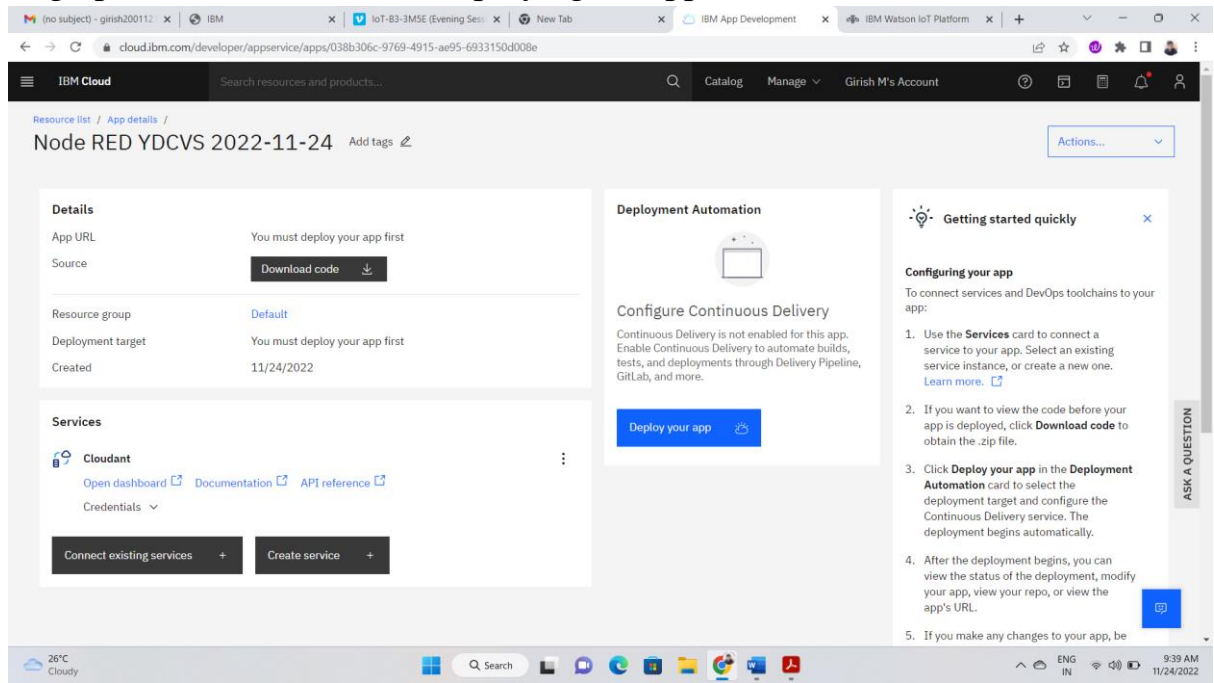 (no subject) - girish200112
IBM
IoT-B3-3M5E (Evening Sess
New Tab
IBM App Development
IBM Watson IoT Platform
cloud.ibm.com/developer/appservice/apps/038b306c-9769-4915-ae95-6933150d008e
IBM Cloud
Search resources and products...
Catalog
Manage
Girish M's Account
Resource list / App details /
Node RED YDCVS 2022-11-24
Add tags
Actions...
Details
App URL
You must deploy your app first
Source
Download code
Resource group
Default
Deployment target
You must deploy your app first
Created
11/24/2022
Services
Cloudant
Open dashboard
Documentation
API reference
Credentials
Connect existing services +
Create service +
Deployment Automation
Configure Continuous Delivery
Continuous Delivery is not enabled for this app.
Enable Continuous Delivery to automate builds,
tests, and deployments through Delivery Pipeline,
GitLab, and more.
Deploy your app
Getting started quickly
Configuring your app
To connect services and DevOps toolchains to your
app:
1. Use the Services card to connect a
service to your app. Select an existing
service instance, or create a new one.
Learn more.
2. If you want to view the code before your
app is deployed, click Download code to
obtain the .zip file.
3. Click Deploy your app in the Deployment
Automation card to select the
deployment target and configure the
Continuous Delivery service. The
deployment begins automatically.
4. After the deployment begins, you can
view the status of the deployment, modify
your app, view your repo, or view the
app's URL.
5. If you make any changes to your app, be
ASK A QUESTION
26°C
Cloudy
Search
ENG
IN
9:39 AM
11/24/2022